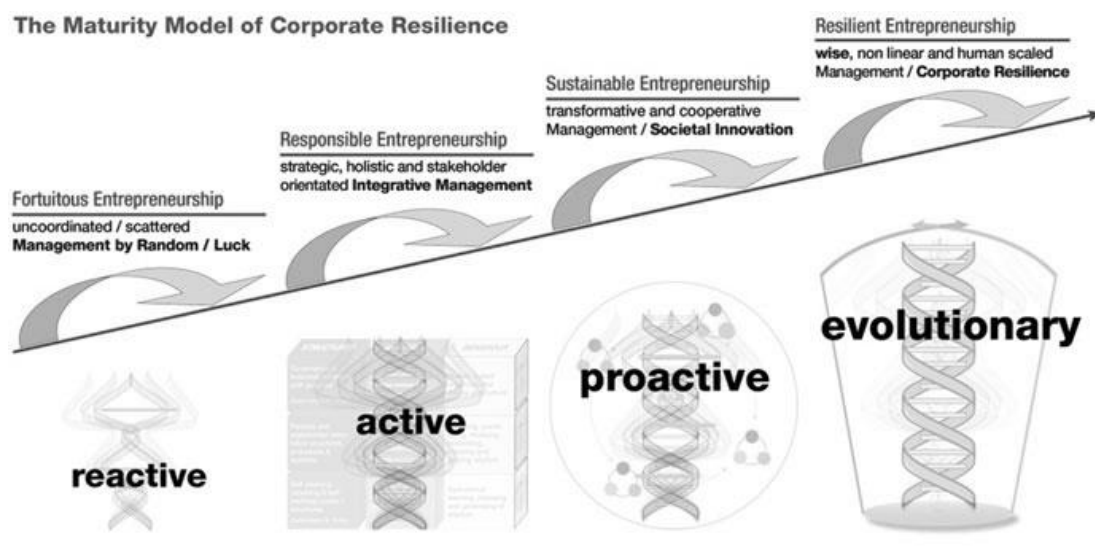 The Maturity Model of Corporate Resilience
Resilient Entrepreneurship
wise, non linear and human scaled
Management / Corporate Resilience
Sustainable Entrepreneurship
transformative and cooperative
Management / Societal Innovation
Responsible Entrepreneurship
strategic, holistic and stakeholder
orientated Integrative Management
Fortuitous Entrepreneurship
uncoordinated / scattered
Management by Random / Luck
reactive
active
proactive
evolutionary